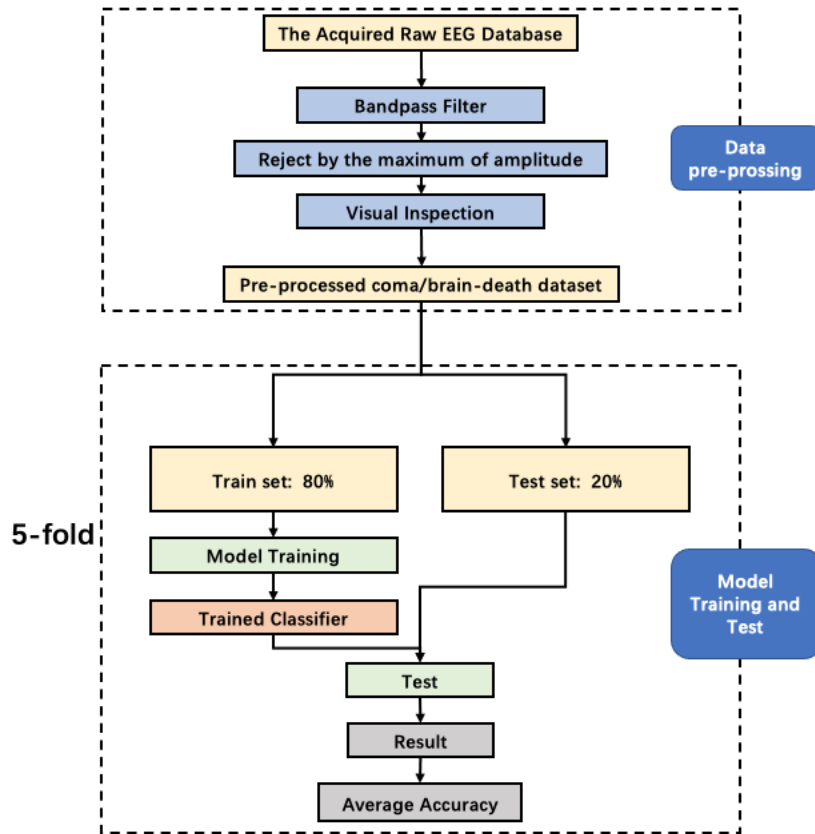 The Acquired Raw EEG Database
Bandpass Filter
Reject by the maximum of amplitude
Visual Inspection
Pre-processed coma/brain-death dataset
Data
pre-prossing
Train set: 80%
Test set: 20%
5-fold
Model Training
Trained Classifier
Model
Training and
Test
Test
Result
Average Accuracy